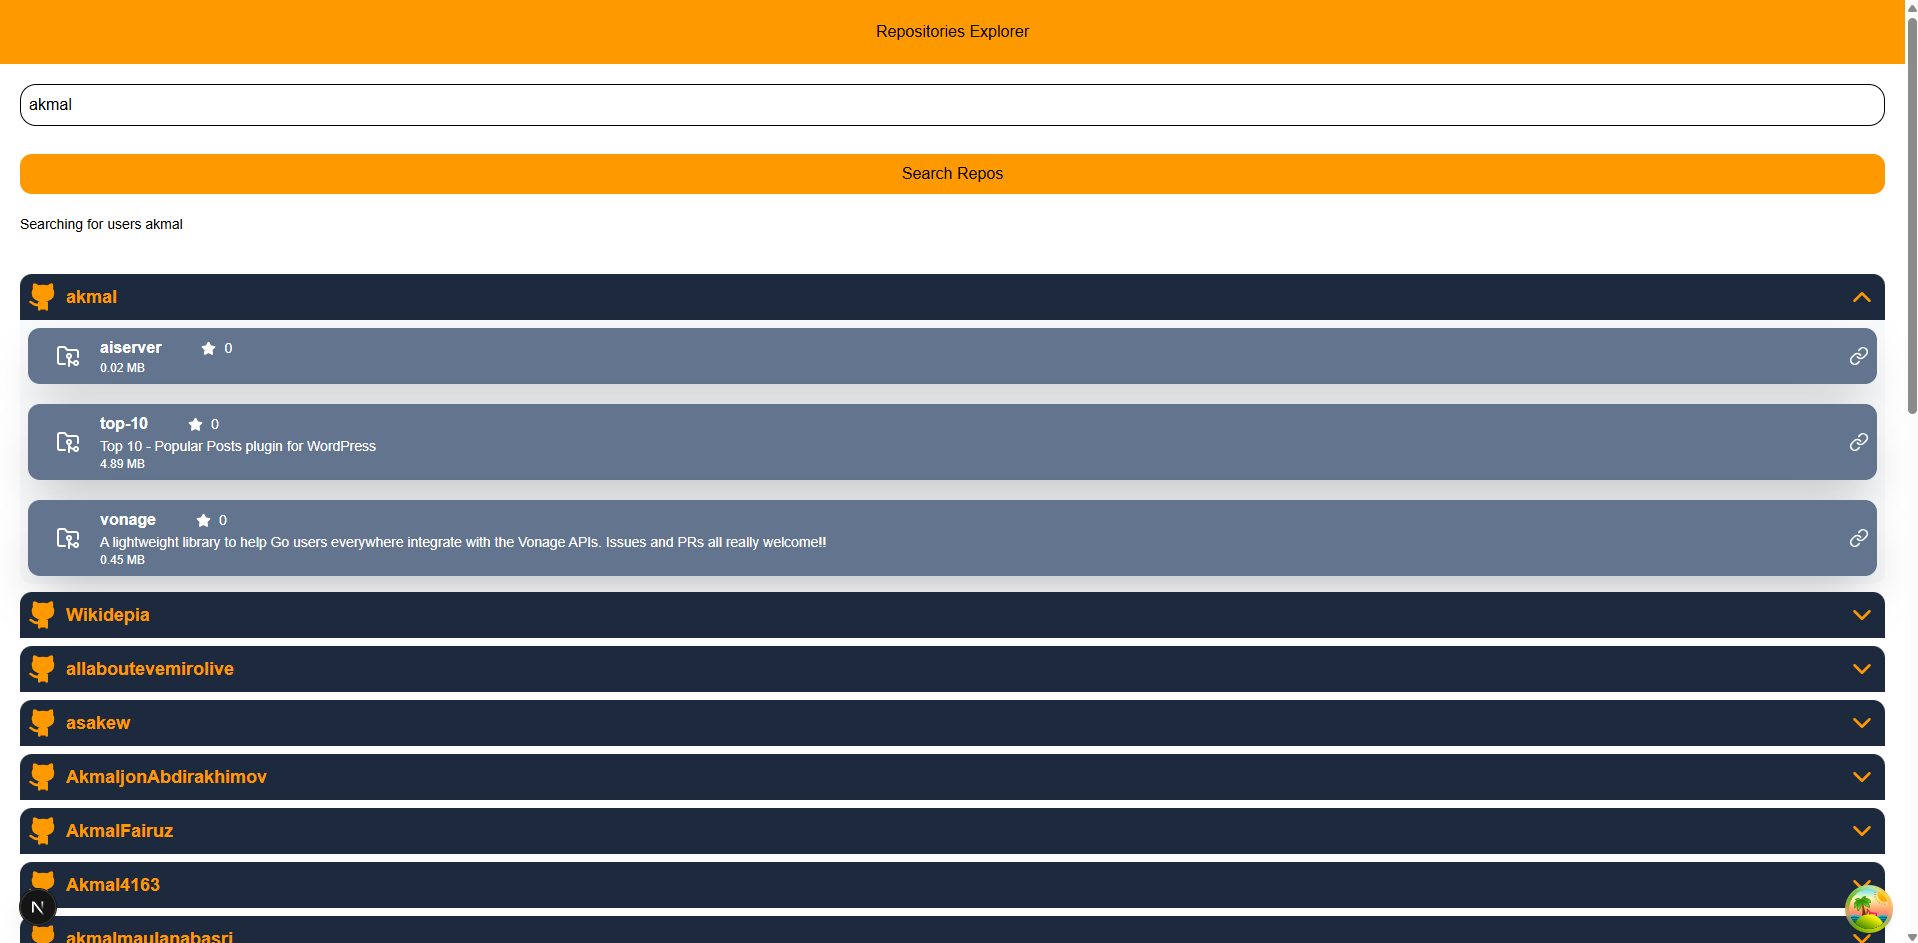 Repositories Explorer
akmal
Search Repos
Searching for users akmal
akmal
aiserver 0
0.02 MB
top-10 0
Top 10 - Popular Posts plugin for WordPress
4.89 MB
vonage 0
A lightweight library to help Go users everywhere integrate with the Vonage APIs. Issues and PRs all really welcome!!
0.45 MB
Wikidepia
allaboutevemirolive
asakew
AkmaljonAbdirakhimov
AkmalFairuz
Akmal4163
N
akmalmaulanabasri